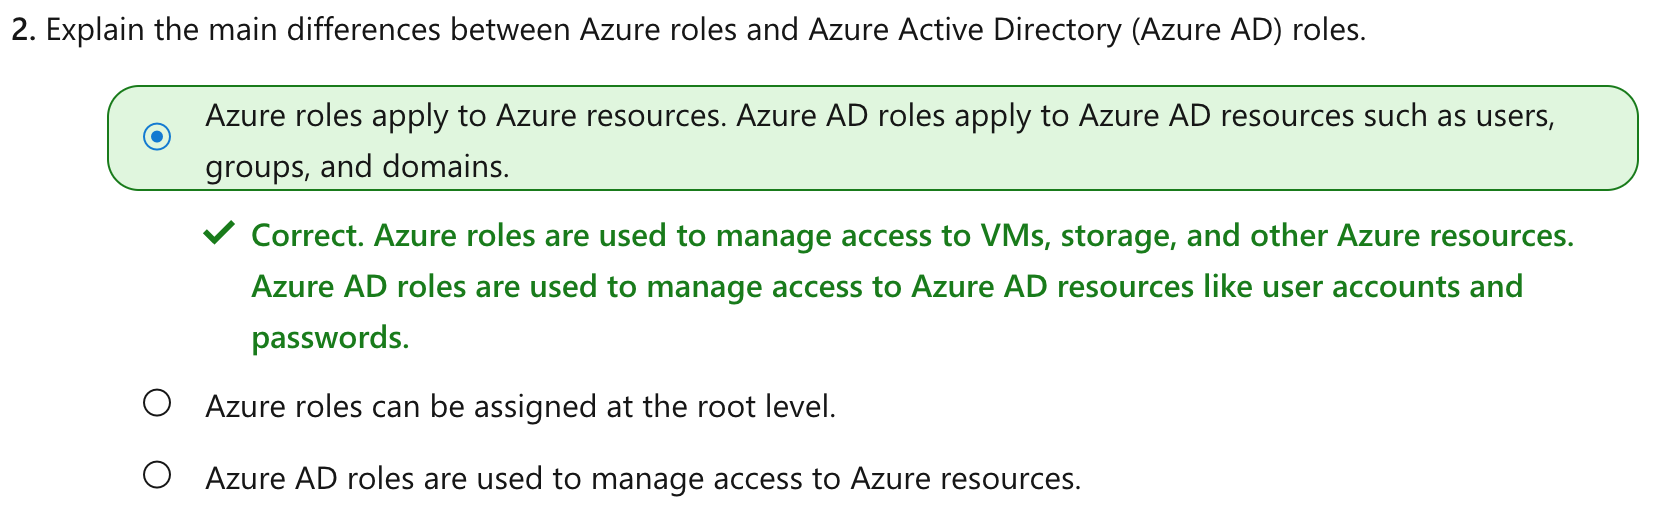 2. Explain the main differences between Azure roles and Azure Active Directory (Azure AD) roles.
Azure roles apply to Azure resources. Azure AD roles apply to Azure AD resources such as users,
groups, and domains.
Correct. Azure roles are used to manage access to VMs, storage, and other Azure resources.
Azure AD roles are used to manage access to Azure AD resources like user accounts and
passwords.
Azure roles can be assigned at the root level.
Azure AD roles are used to manage access to Azure resources.